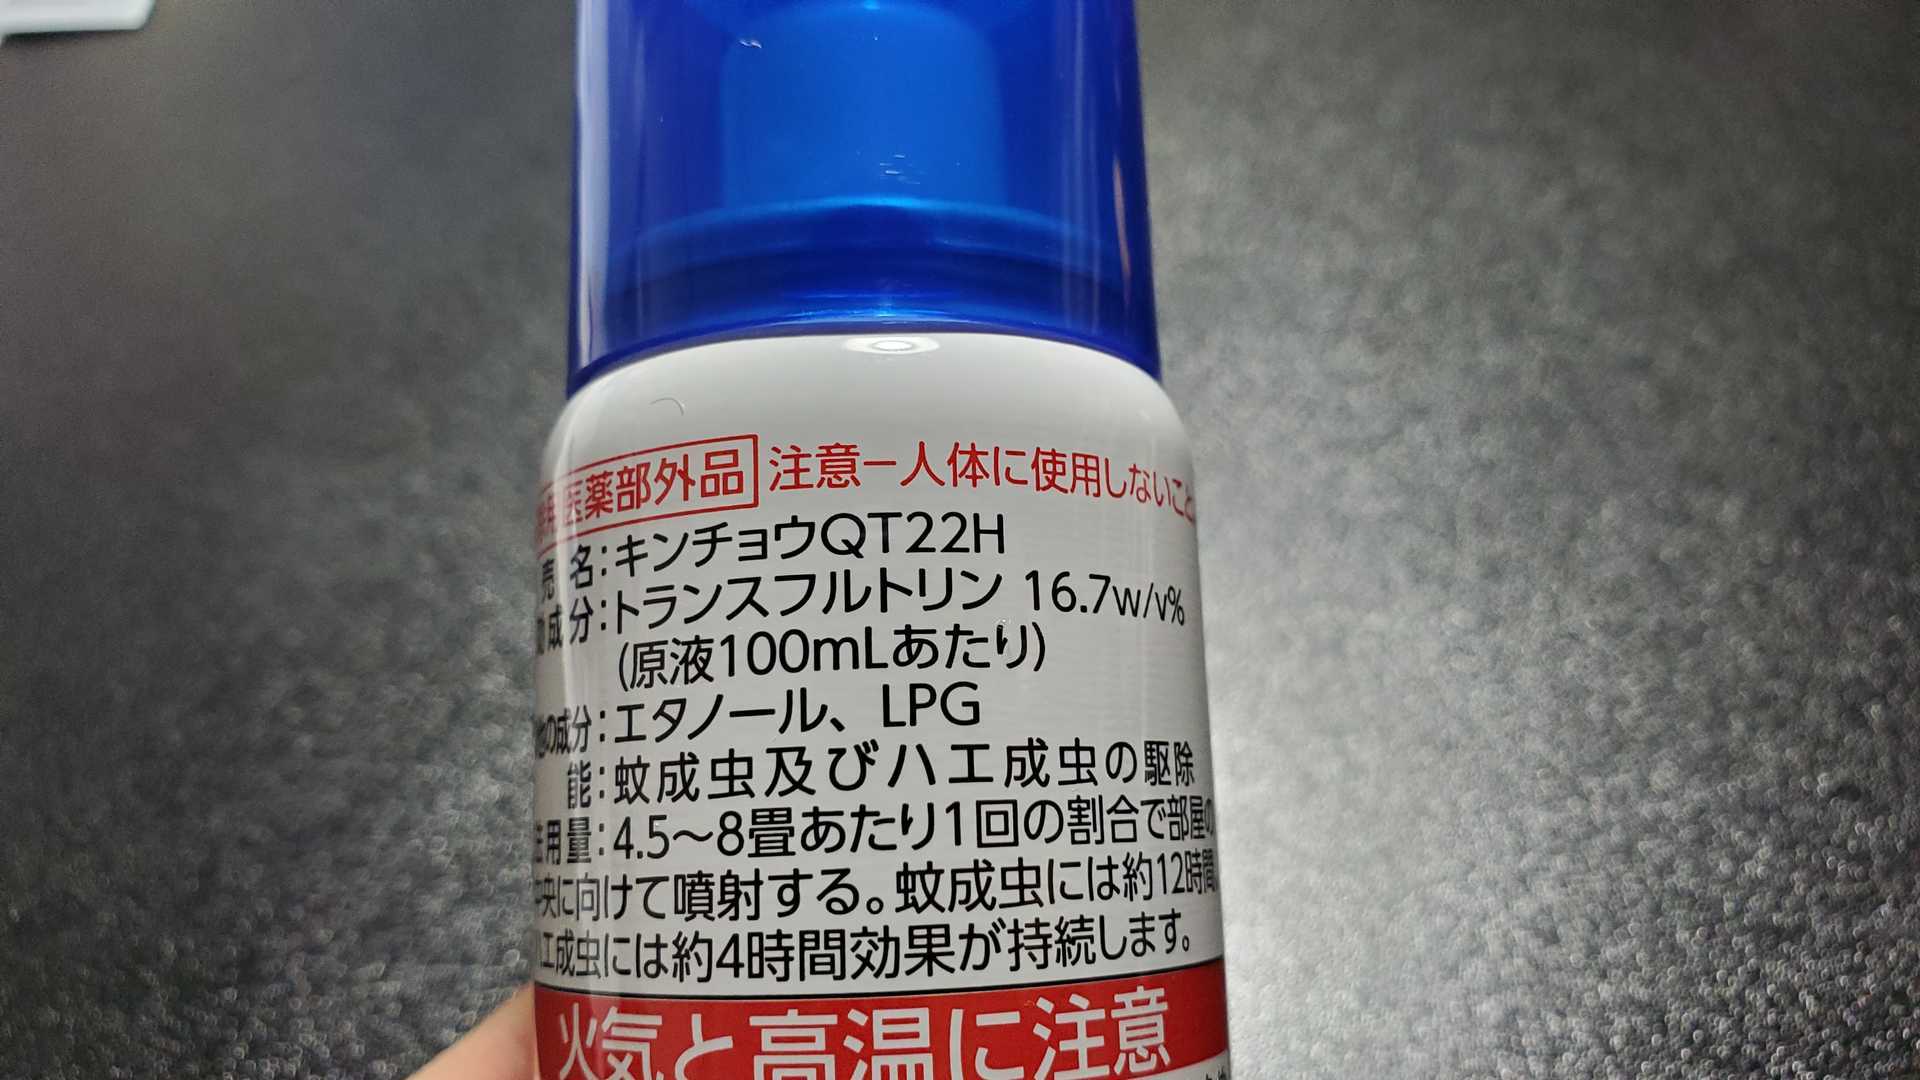 医薬部外品 注意ー人体に使用しないこと
売 名：キンチョウQT22H
成分：トランスフルトリン 16.7w/v%
(原液100mLあたり)
の成分：エタノール、LPG
能：蚊成虫及びハエ成虫の駆除
用量：4.5～8畳あたり1回の割合で部屋の
中央に向けて噴射する。蚊成虫には約12時間、
ハエ成虫には約4時間効果が持続します。
火気と高温に注意